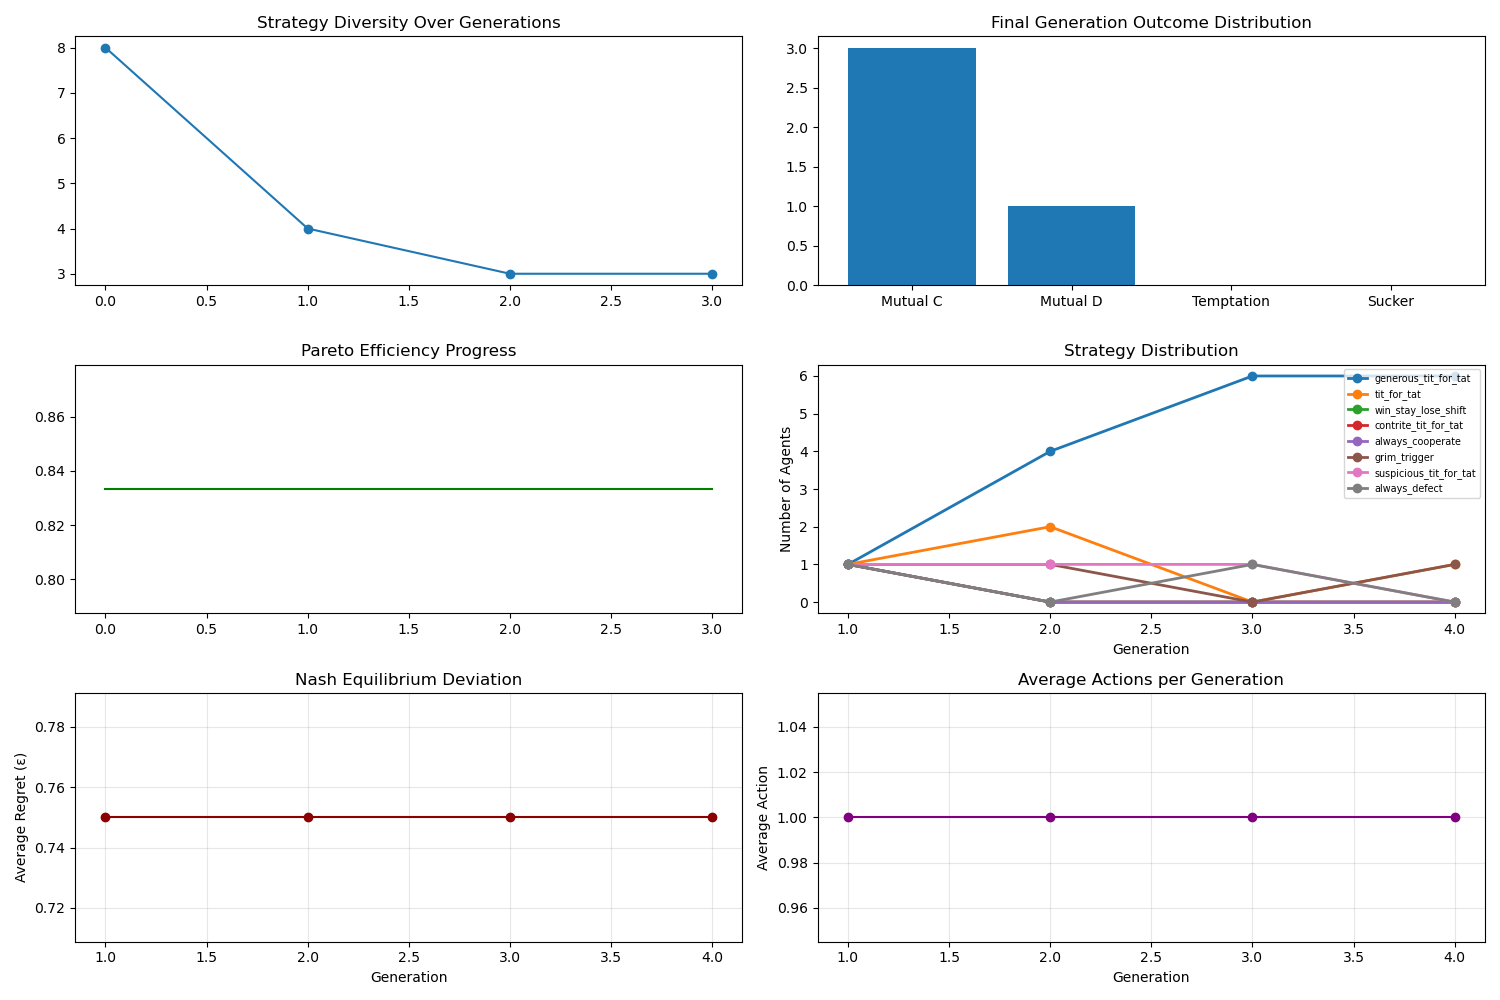 Strategy Diversity Over Generations
8
7
6
5
4
3
0.0 0.5 1.0 1.5 2.0 2.5 3.0
Final Generation Outcome Distribution
3.0
2.5
2.0
1.5
1.0
0.5
0.0
Mutual C Mutual D Temptation Sucker
Pareto Efficiency Progress
0.86
0.84
0.82
0.80
0.0 0.5 1.0 1.5 2.0 2.5 3.0
Strategy Distribution
Number of Agents
6
5
4
3
2
1
0
generous_tit_for_tat
tit_for_tat
win_stay_lose_shift
contrite_tit_for_tat
always_cooperate
grim_trigger
suspicious_tit_for_tat
always_defect
1.0 1.5 2.0 2.5 3.0 3.5 4.0
Generation
Nash Equilibrium Deviation
Average Regret (ε)
0.78
0.76
0.74
0.72
1.0 1.5 2.0 2.5 3.0 3.5 4.0
Generation
Average Actions per Generation
Average Action
1.04
1.02
1.00
0.98
0.96
1.0 1.5 2.0 2.5 3.0 3.5 4.0
Generation